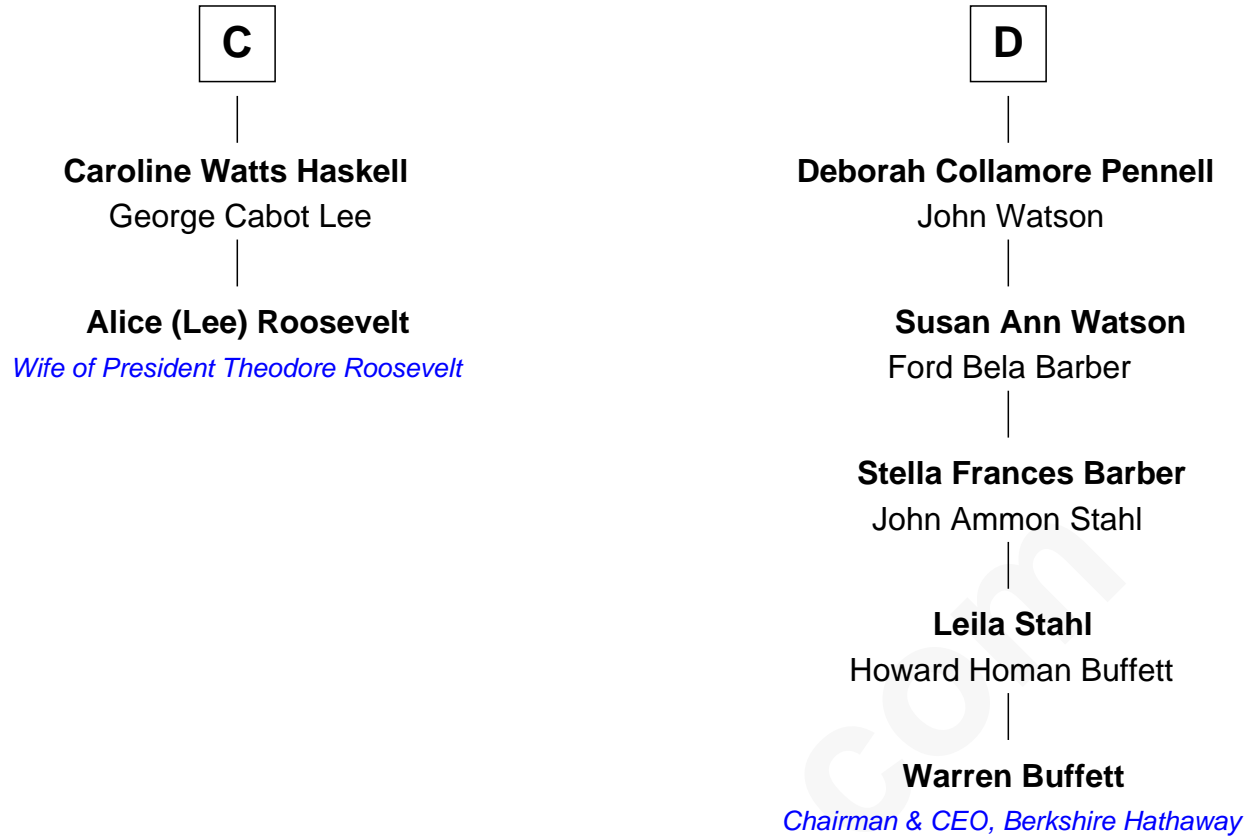 C
Caroline Watts Haskell
George Cabot Lee
Alice (Lee) Roosevelt
Wife of President Theodore Roosevelt
D
Deborah Collamore Pennell
John Watson
Susan Ann Watson
Ford Bela Barber
Stella Frances Barber
John Ammon Stahl
Leila Stahl
Howard Homan Buffett
Warren Buffett
Chairman & CEO, Berkshire Hathaway
com